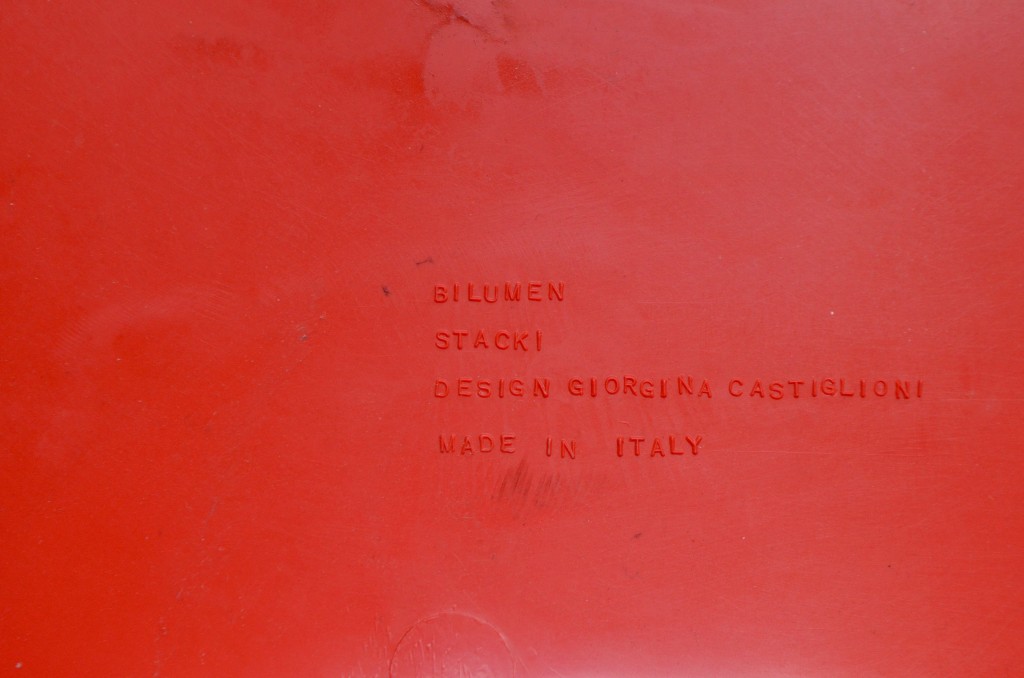 BILUMEN
STACKI
DESIGN GIORGINA CASTIGLIONI
MADE IN ITALY